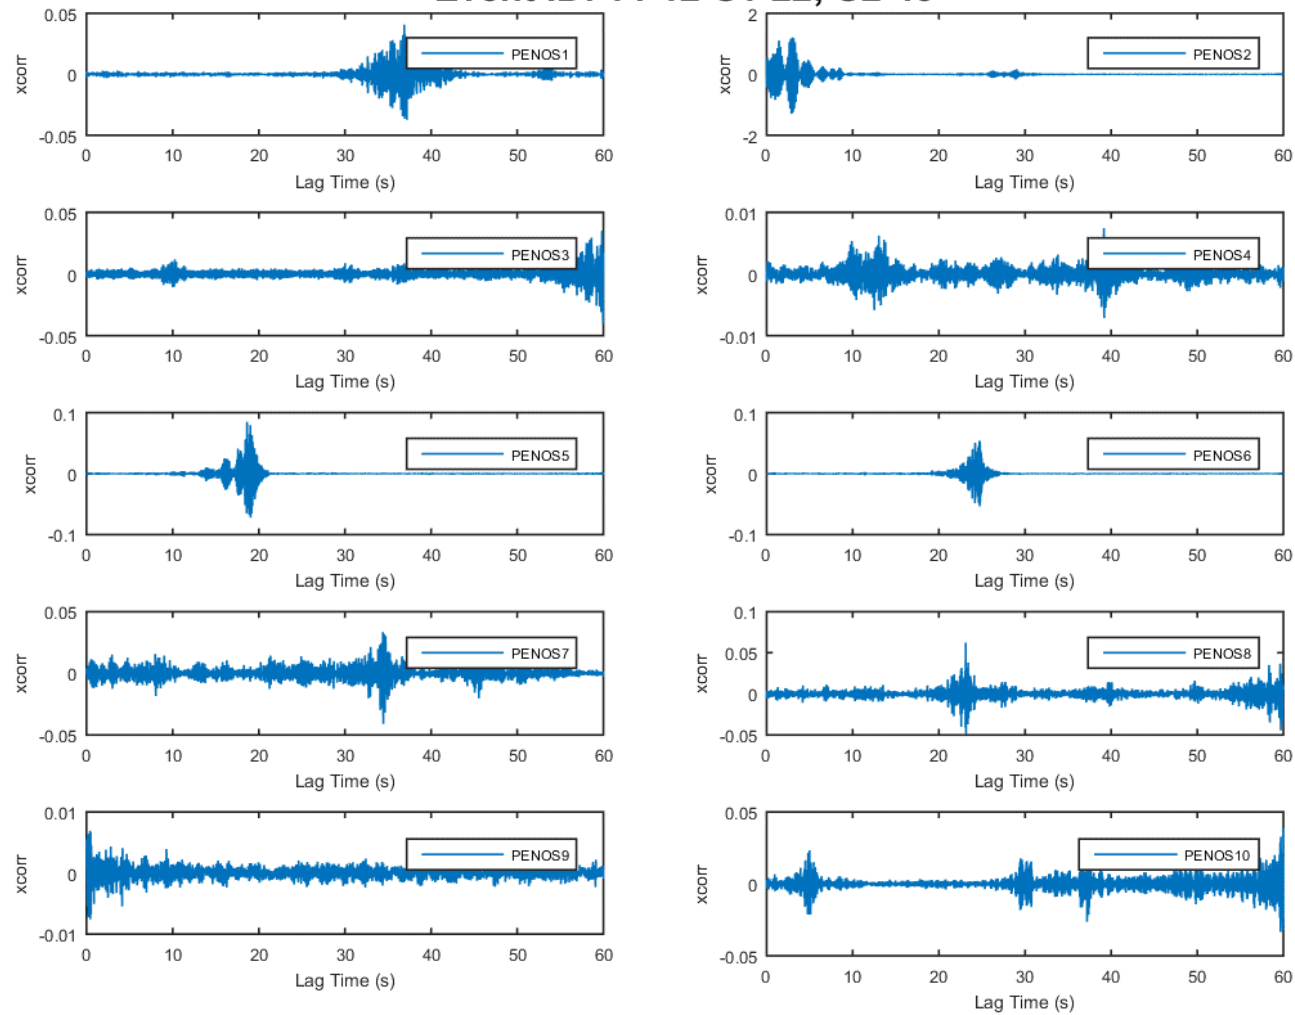 0.05
0
-0.05
xcorr
PENOS1
0 10 20 30 40 50 60
Lag Time (s)
2
0
-2
xcorr
PENOS2
0 10 20 30 40 50 60
Lag Time (s)
0.05
0
-0.05
xcorr
PENOS3
0 10 20 30 40 50 60
Lag Time (s)
0.01
0
-0.01
xcorr
PENOS4
0 10 20 30 40 50 60
Lag Time (s)
0.1
0
-0.1
xcorr
PENOS5
0 10 20 30 40 50 60
Lag Time (s)
0.1
0
-0.1
xcorr
PENOS6
0 10 20 30 40 50 60
Lag Time (s)
0.05
0
-0.05
xcorr
PENOS7
0 10 20 30 40 50 60
Lag Time (s)
0.1
0.05
0
-0.05
xcorr
PENOS8
0 10 20 30 40 50 60
Lag Time (s)
0.01
0
-0.01
xcorr
PENOS9
0 10 20 30 40 50 60
Lag Time (s)
0.05
0
-0.05
xcorr
PENOS10
0 10 20 30 40 50 60
Lag Time (s)